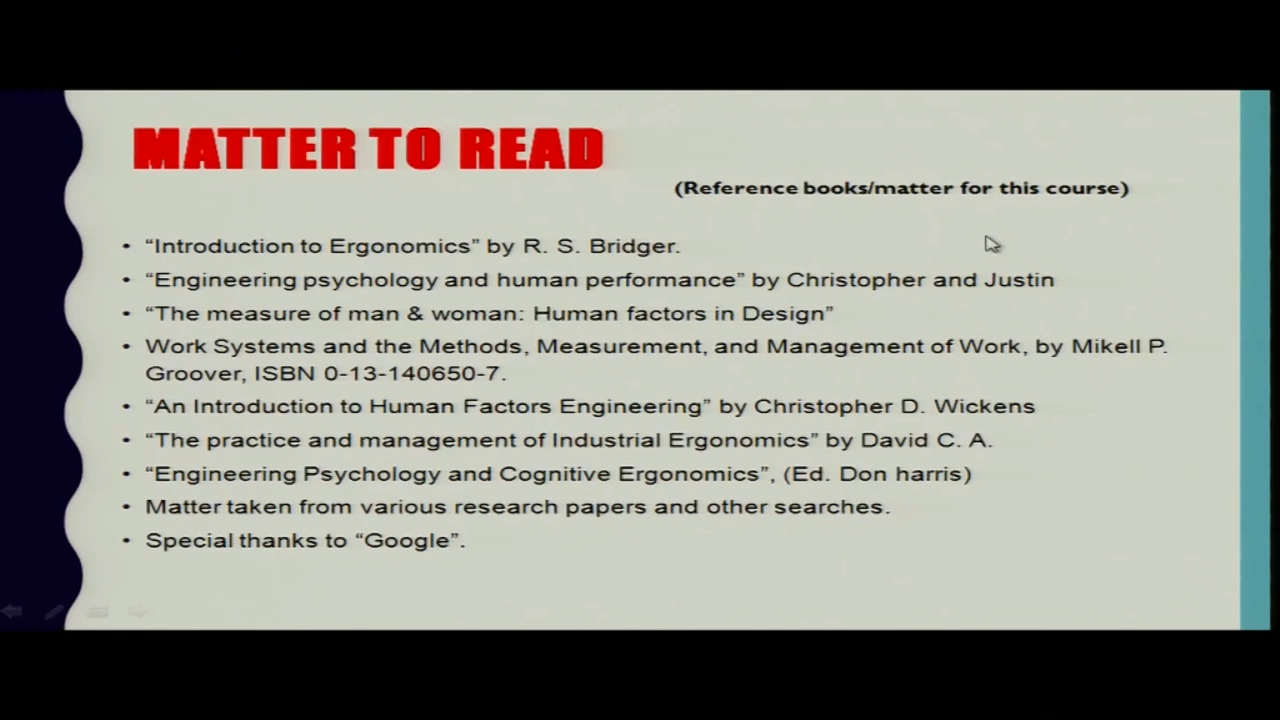 MATTER TO READ
(Reference books/matter for this course)
• “Introduction to Ergonomics” by R. S. Bridger.
• “Engineering psychology and human performance” by Christopher and Justin
• “The measure of man & woman: Human factors in Design”
• Work Systems and the Methods, Measurement, and Management of Work, by Mikell P.
Groover, ISBN 0-13-140650-7.
• “An Introduction to Human Factors Engineering” by Christopher D. Wickens
• “The practice and management of Industrial Ergonomics” by David C. A.
• “Engineering Psychology and Cognitive Ergonomics”, (Ed. Don harris)
• Matter taken from various research papers and other searches.
• Special thanks to “Google”.